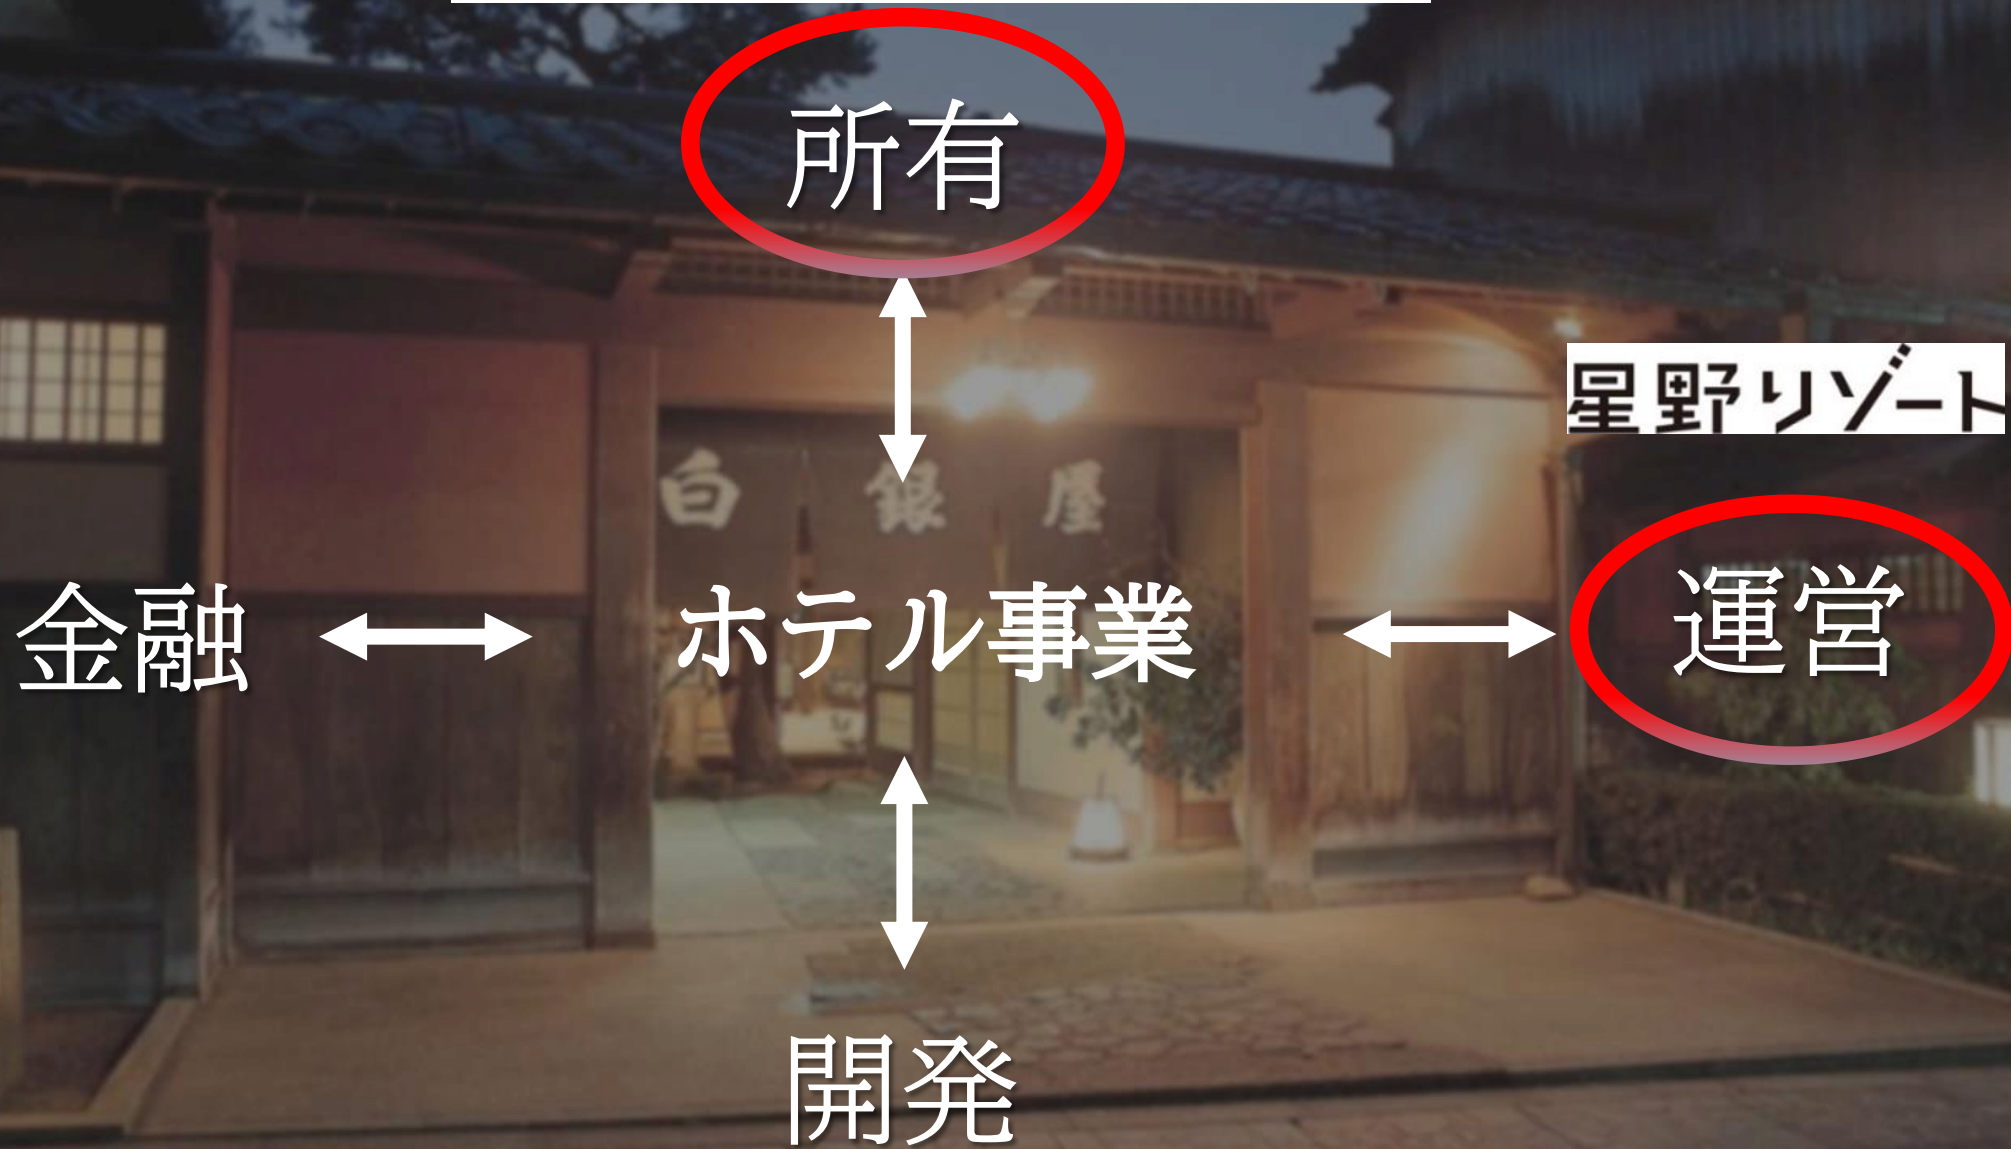 所有
星野リゾート
白銀屋
金融
ホテル事業
運営
開発